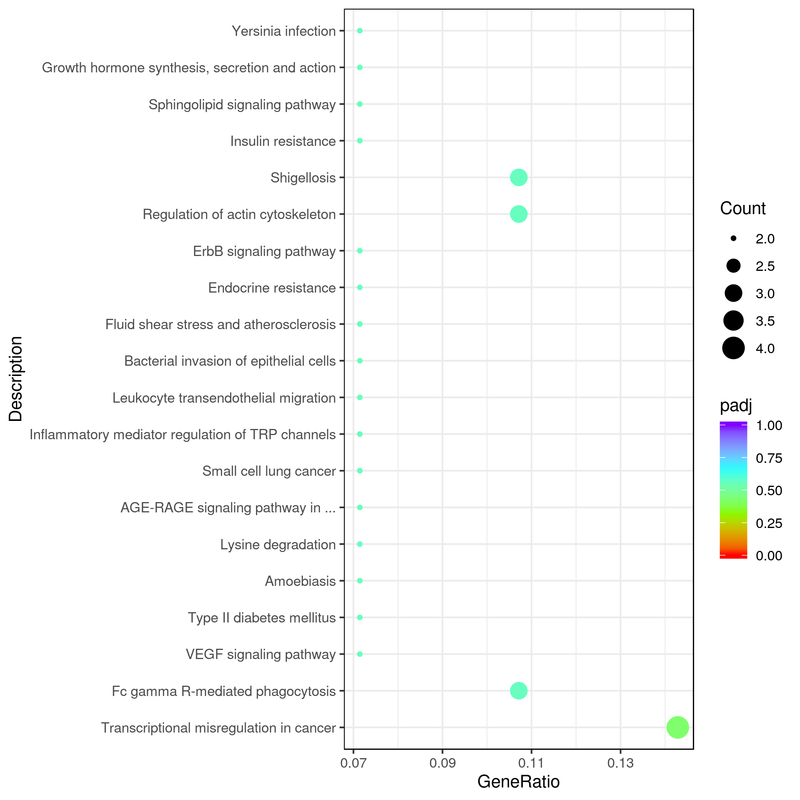 Yersinia infection
Growth hormone synthesis, secretion and action
Sphingolipid signaling pathway
Insulin resistance
Shigellosis
Regulation of actin cytoskeleton
ErbB signaling pathway
Endocrine resistance
Fluid shear stress and atherosclerosis
Bacterial invasion of epithelial cells
Leukocyte transendothelial migration
Inflammatory mediator regulation of TRP channels
Small cell lung cancer
AGE-RAGE signaling pathway in ...
Lysine degradation
Amoebiasis
Type II diabetes mellitus
VEGF signaling pathway
Fc gamma R-mediated phagocytosis
Transcriptional misregulation in cancer
Description
0.07 0.09 0.11 0.13
GeneRatio
Count
2.0
2.5
3.0
3.5
4.0
padj
1.00
0.75
0.50
0.25
0.00